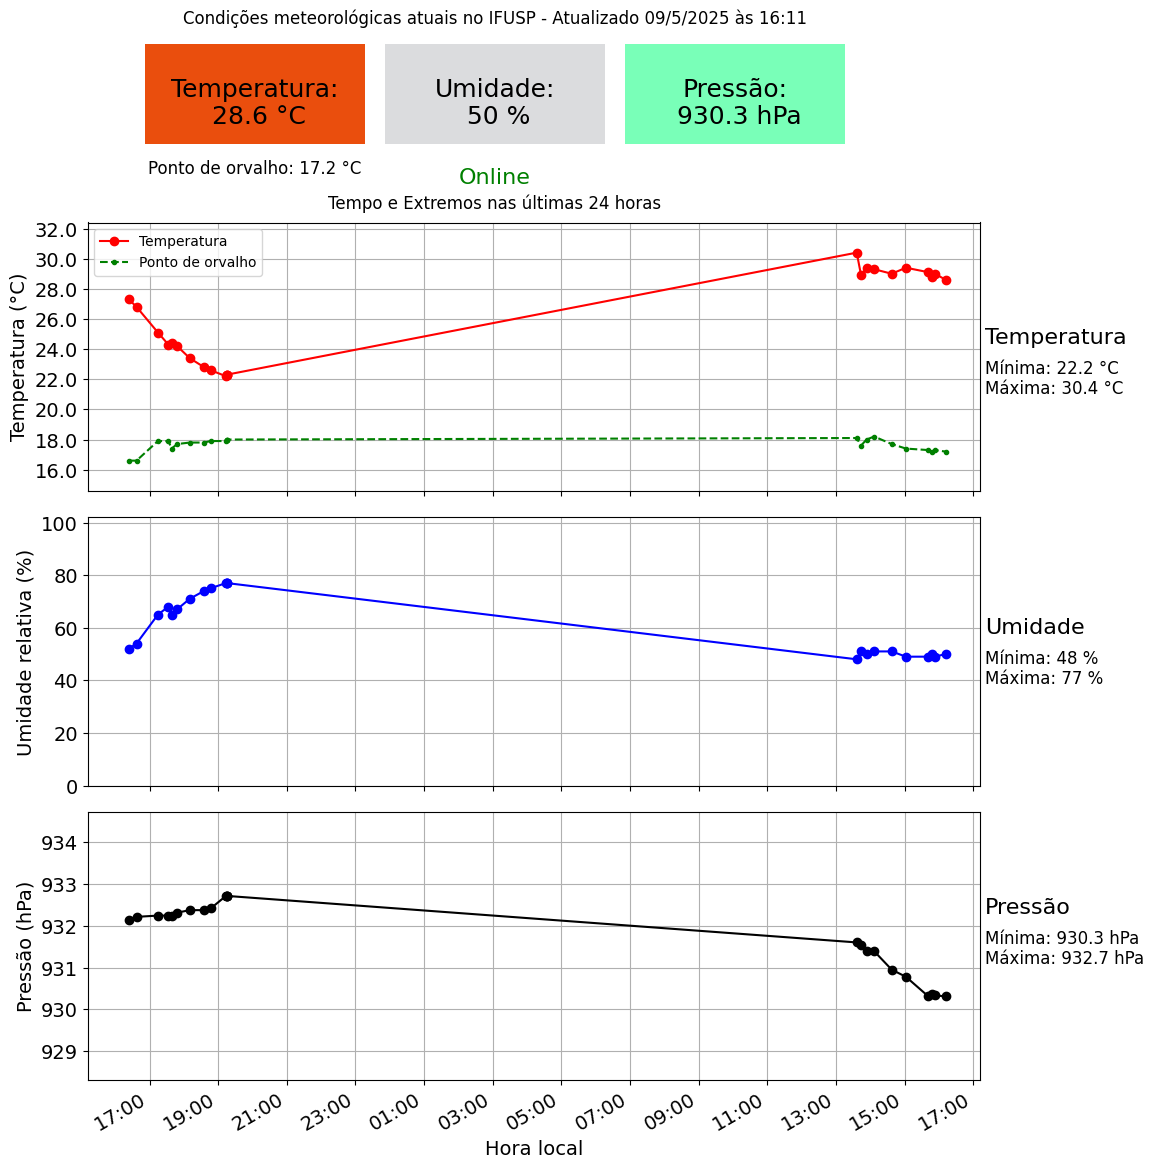 Condições meteorológicas atuais no IFUSP - Atualizado 09/5/2025 às 16:11
Temperatura:
28.6 °C
Umidade:
50 %
Pressão:
930.3 hPa
Ponto de orvalho: 17.2 °C
Online
Tempo e Extremos nas últimas 24 horas
Temperatura (°C)
32.0
30.0
28.0
26.0
24.0
22.0
20.0
18.0
16.0
Temperatura
Ponto de orvalho
Temperatura
Mínima: 22.2 °C
Máxima: 30.4 °C
Umidade relativa (%)
100
80
60
40
20
0
Umidade
Mínima: 48 %
Máxima: 77 %
Pressão (hPa)
934
933
932
931
930
929
Pressão
Mínima: 930.3 hPa
Máxima: 932.7 hPa
17:00 19:00 21:00 23:00 01:00 03:00 05:00 07:00 09:00 11:00 13:00 15:00 17:00
Hora local